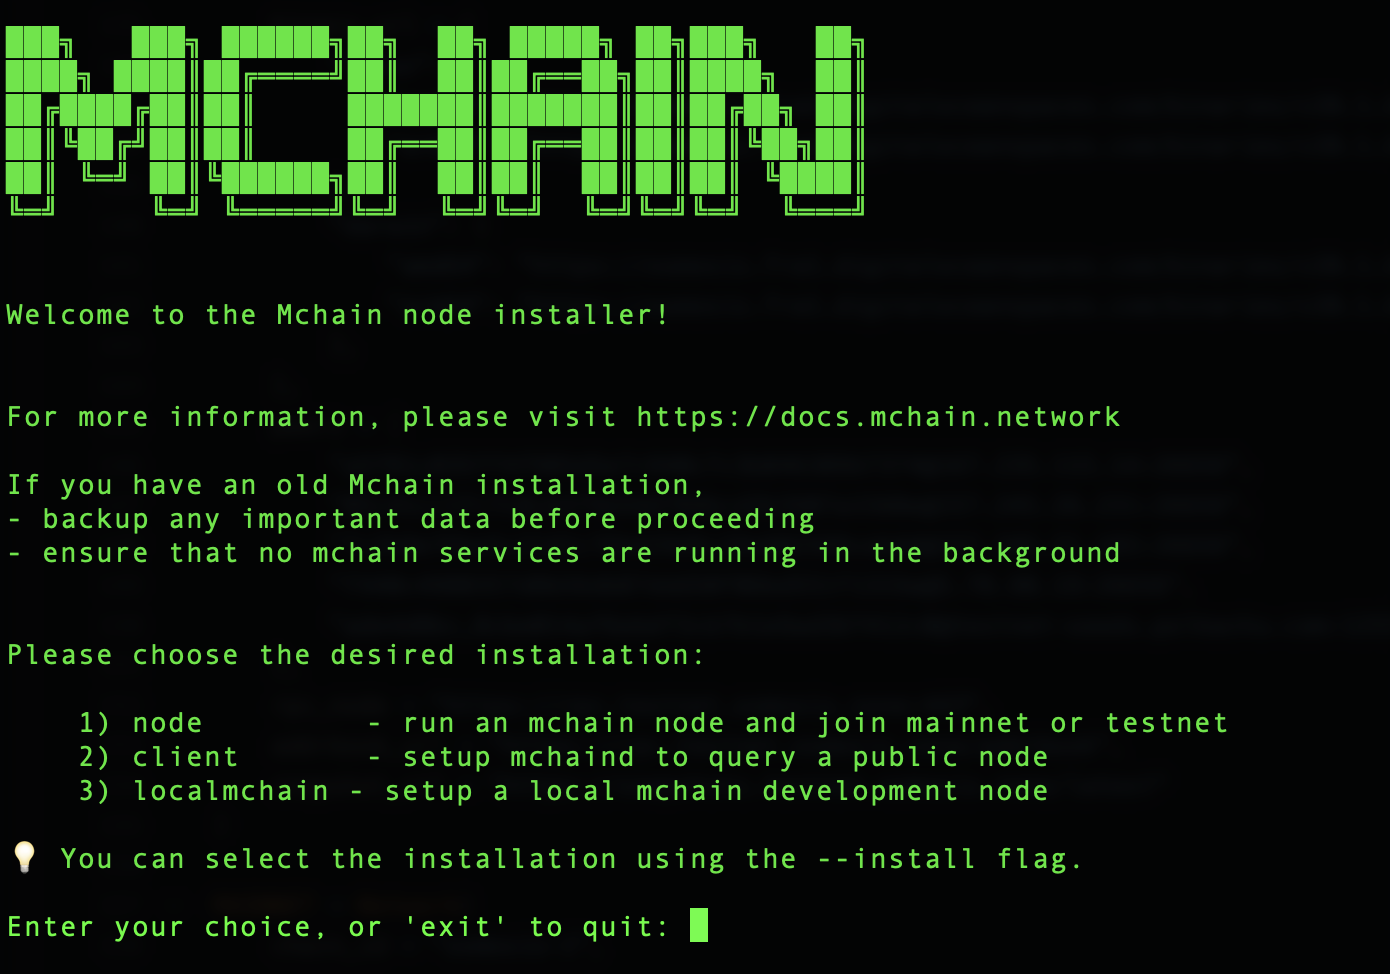 MCHAIN
Welcome to the Mchain node installer!
For more information, please visit https://docs.mchain.network
If you have an old Mchain installation,
- backup any important data before proceeding
- ensure that no mchain services are running in the background
Please choose the desired installation:
1) node - run an mchain node and join mainnet or testnet
2) client - setup mchaind to query a public node
3) localmchain - setup a local mchain development node
💡 You can select the installation using the --install flag.
Enter your choice, or 'exit' to quit: